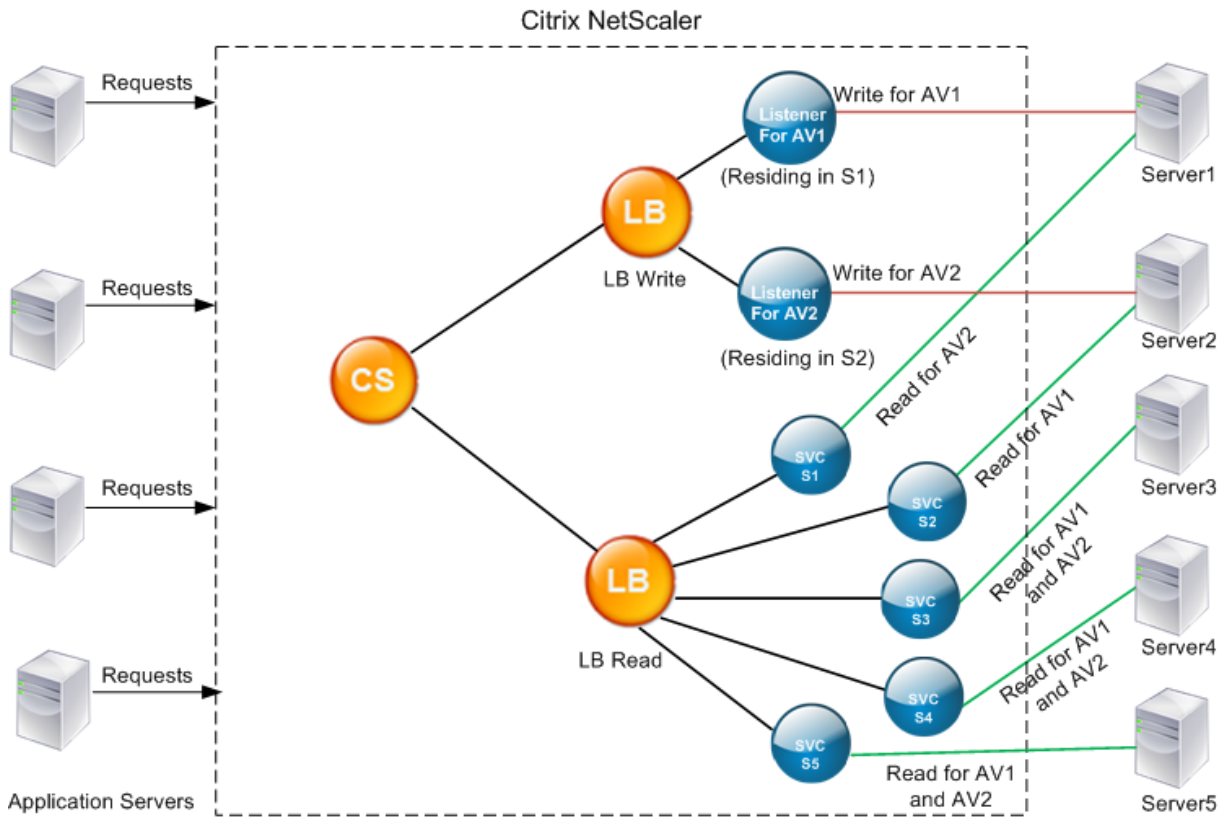 Citrix NetScaler
Requests
Requests
Requests
Requests
Application Servers
CS
LB
LB Write
LB
LB Read
Listener
For AV1
(Residing in S1)
Listener
For AV2
(Residing in S2)
SVC
S1
SVC
S2
SVC
S3
SVC
S4
SVC
S5
Write for AV1
Write for AV2
Read for AV2
Read for AV1
Read for AV1
and AV2
Read for AV1
and AV2
Read for AV1
and AV2
Server1
Server2
Server3
Server4
Server5